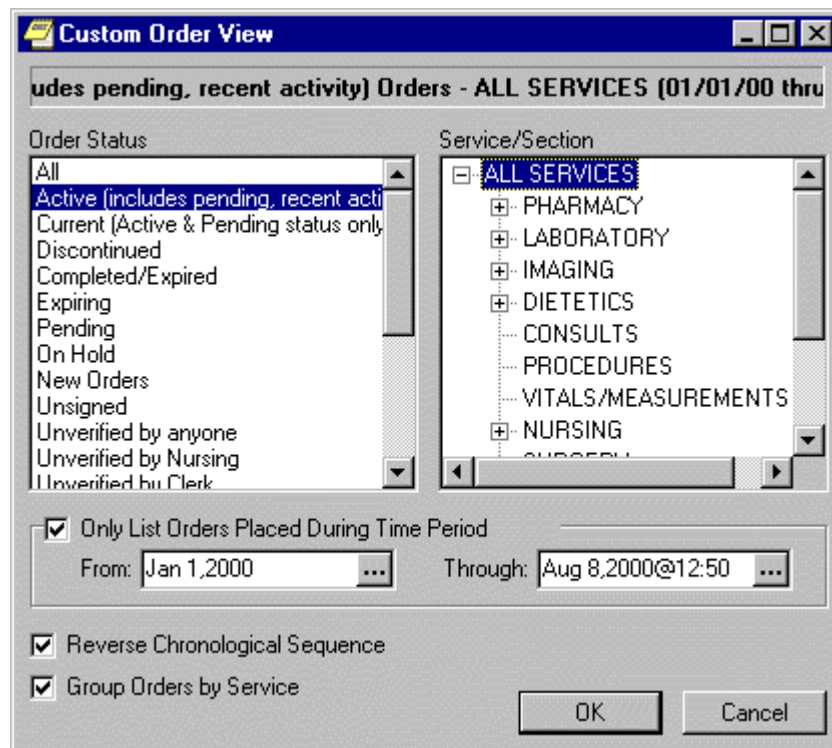 Custom Order View
udes pending, recent activity) Orders - ALL SERVICES (01/01/00 thru
Order Status
All
Active (includes pending, recent acti
Current (Active & Pending status only
Discontinued
Completed/Expired
Expiring
Pending
On Hold
New Orders
Unsigned
Unverified by anyone
Unverified by Nursing
Unverified by Clerk
Service/Section
ALL SERVICES
PHARMACY
LABORATORY
IMAGING
DIETETICS
CONSULTS
PROCEDURES
VITALS/MEASUREMENTS
NURSING
SURGERY
Only List Orders Placed During Time Period
From: Jan 1,2000 ... Through: Aug 8,2000@12:50 ...
Reverse Chronological Sequence
Group Orders by Service
OK Cancel